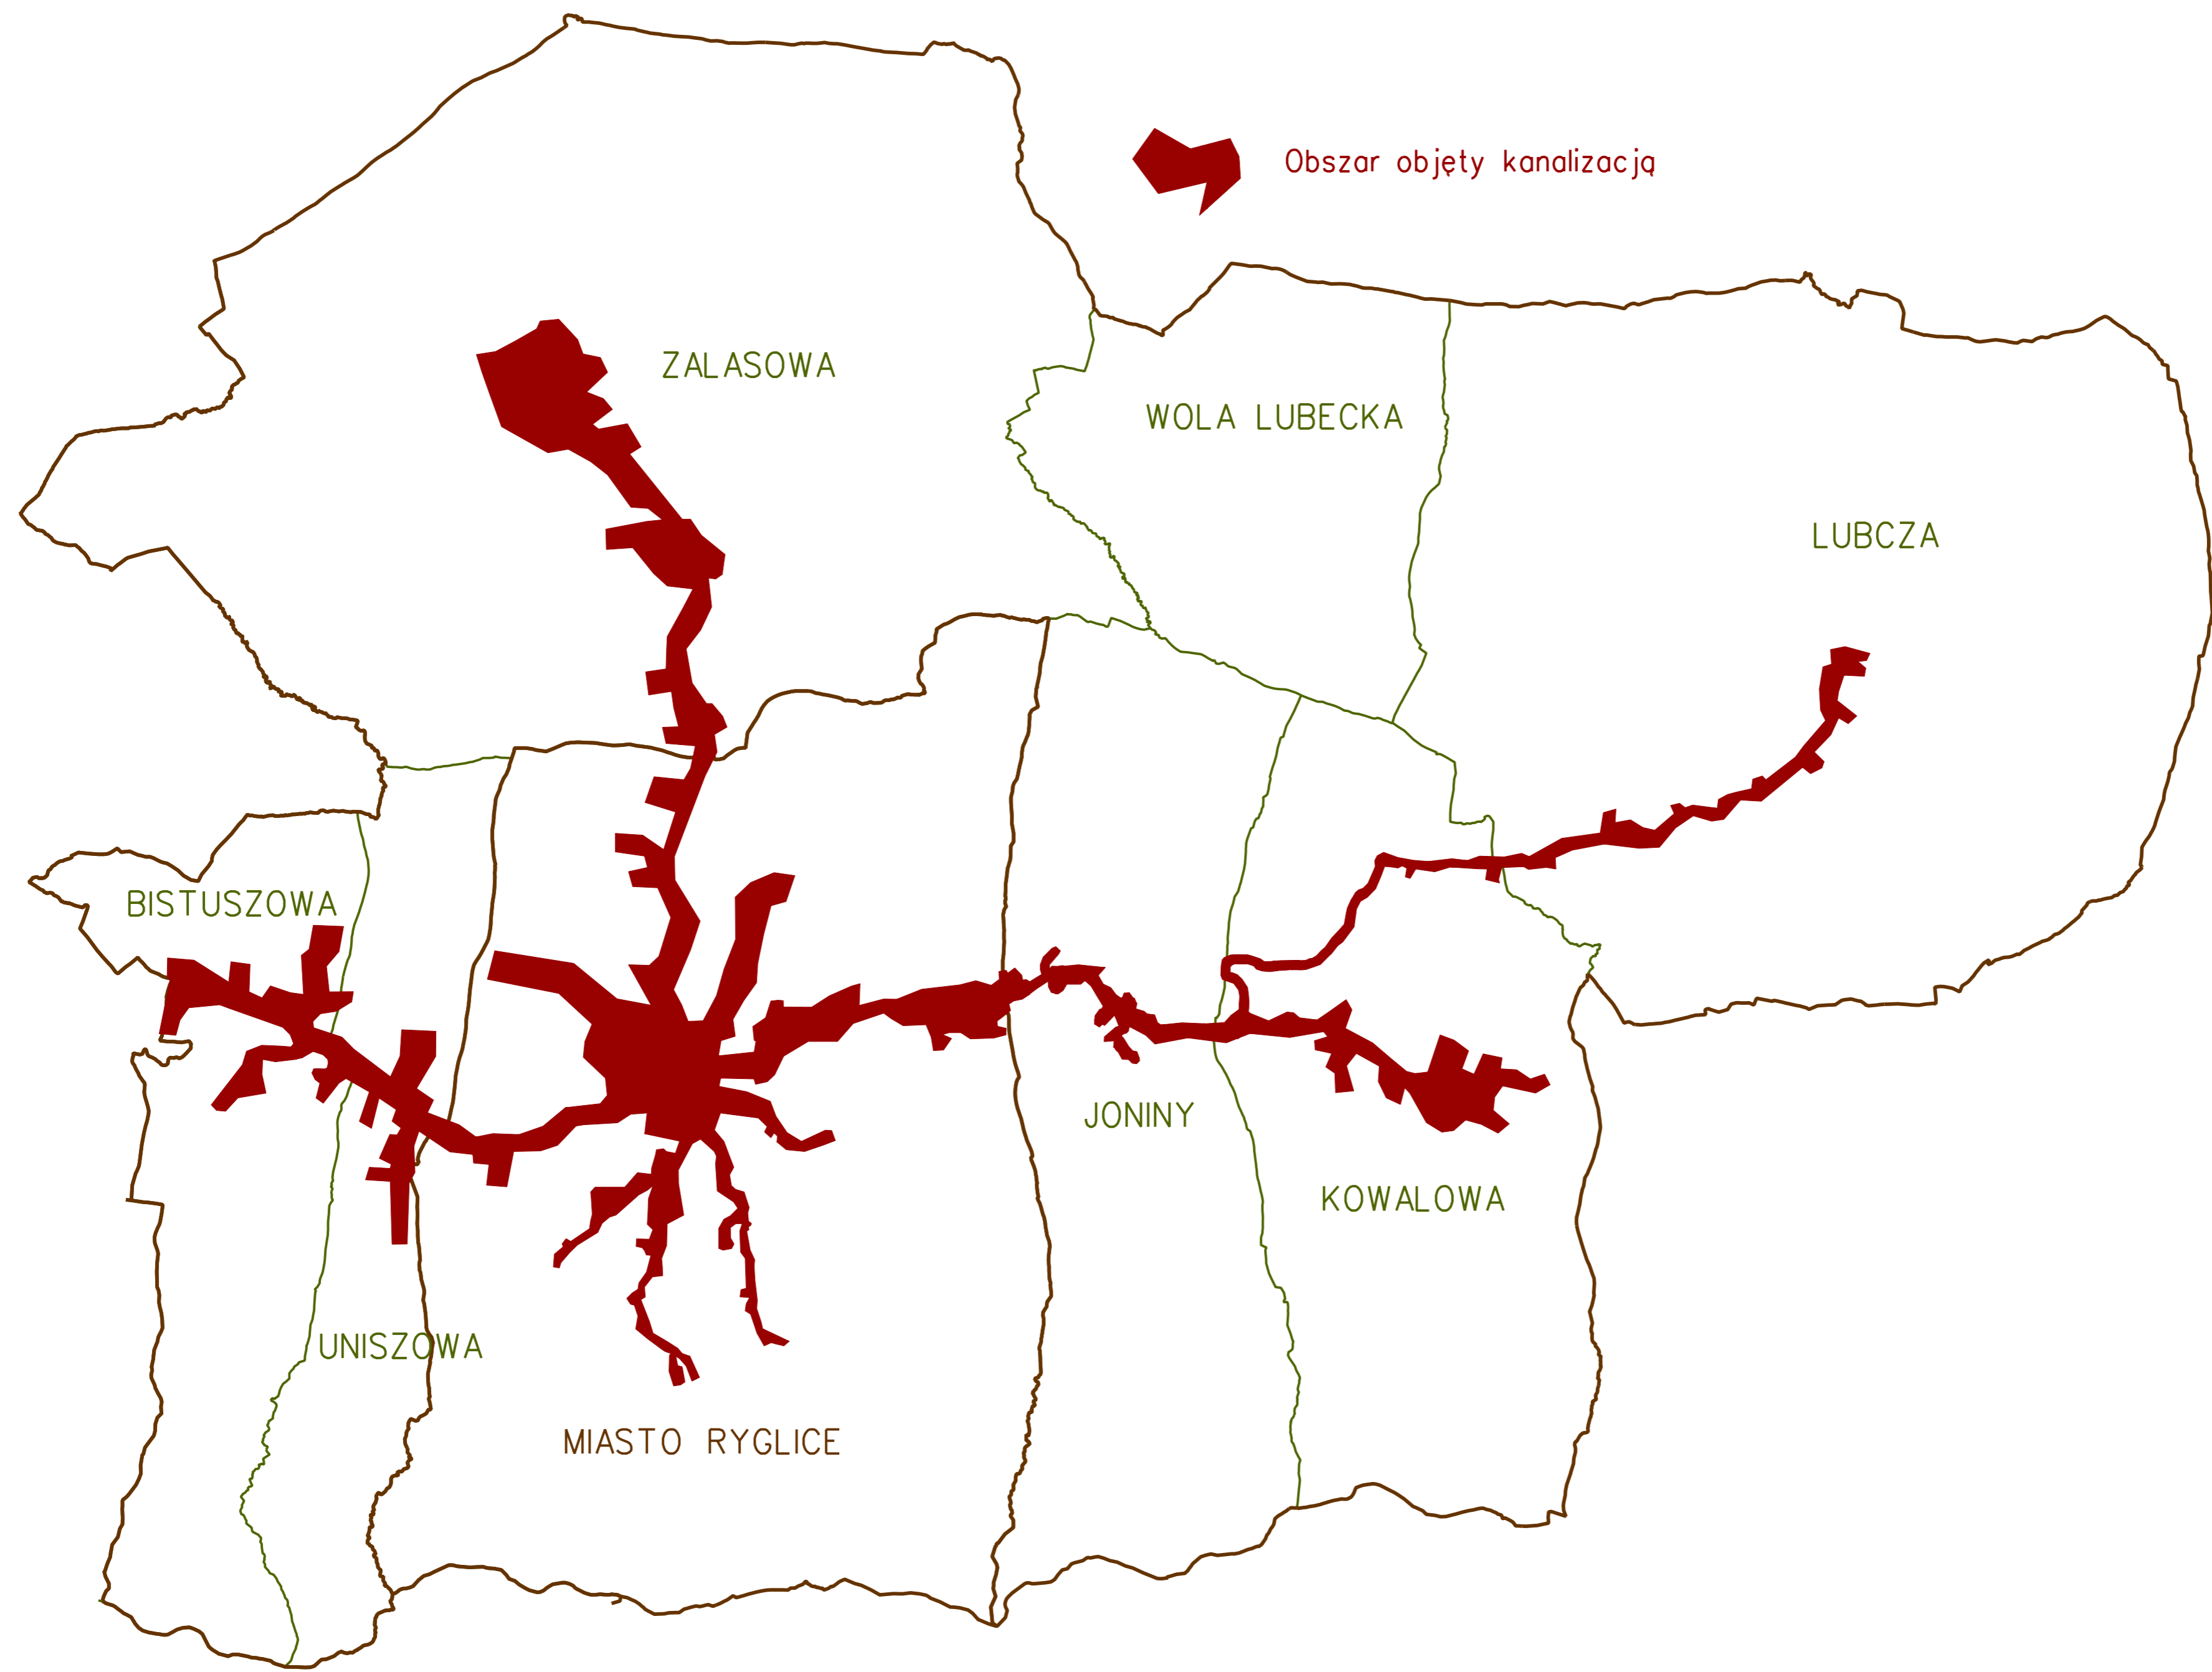 Obszar objęty kanalizacją
ZALASOWA
WOLA LUBECKA
LUBCZA
BISTUSZOWA
JONINY
KOWALOWA
UNISZOWA
MIASTO RYGLICE